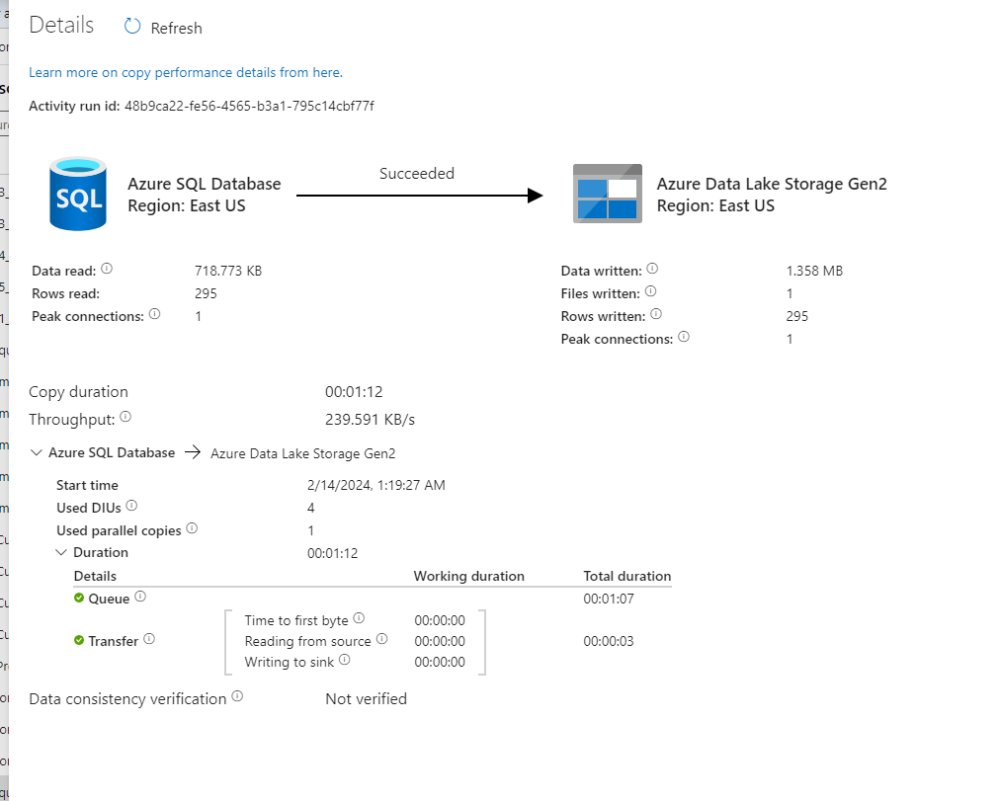 Details Refresh
Learn more on copy performance details from here.
Activity run id: 48b9ca22-fe56-4565-b3a1-795c14cbf77f
Succeeded
SQL
Azure SQL Database
Region: East US
Azure Data Lake Storage Gen2
Region: East US
Data read: 718.773 KB
Rows read: 295
Peak connections: 1
Data written: 1.358 MB
Files written: 1
Rows written: 295
Peak connections: 1
Copy duration 00:01:12
Throughput: 239.591 KB/s
Azure SQL Database → Azure Data Lake Storage Gen2
Start time 2/14/2024, 1:19:27 AM
Used DIUs 4
Used parallel copies 1
Duration 00:01:12
Details Working duration Total duration
Queue 00:01:07
Time to first byte 00:00:00
Transfer Reading from source 00:00:00 00:00:03
Writing to sink 00:00:00
Data consistency verification Not verified